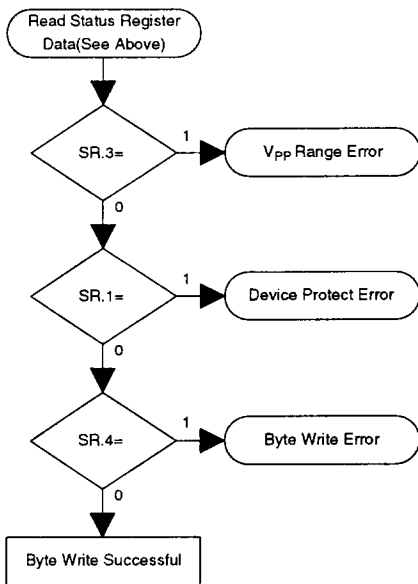 Read Status Register
Data(See Above)
SR.3=
1
VPP Range Error
0
SR.1=
1
Device Protect Error
0
SR.4=
1
Byte Write Error
0
Byte Write Successful